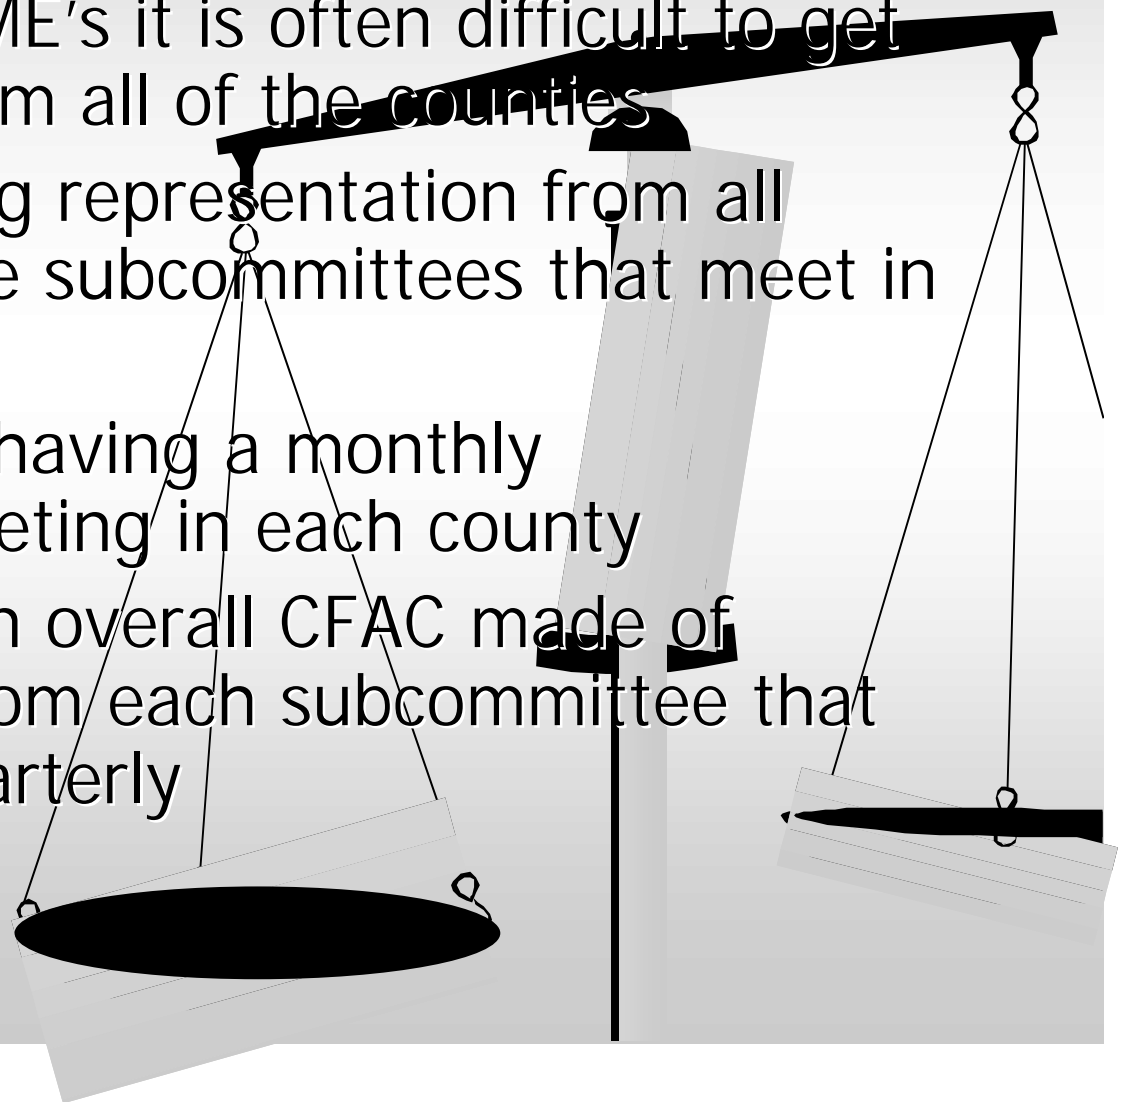 ME's it is often difficult to get
m all of the counties
g representation from all
e subcommittees that meet in
having a monthly
eting in each county
n overall CFAC made of
om each subcommittee that
arterly